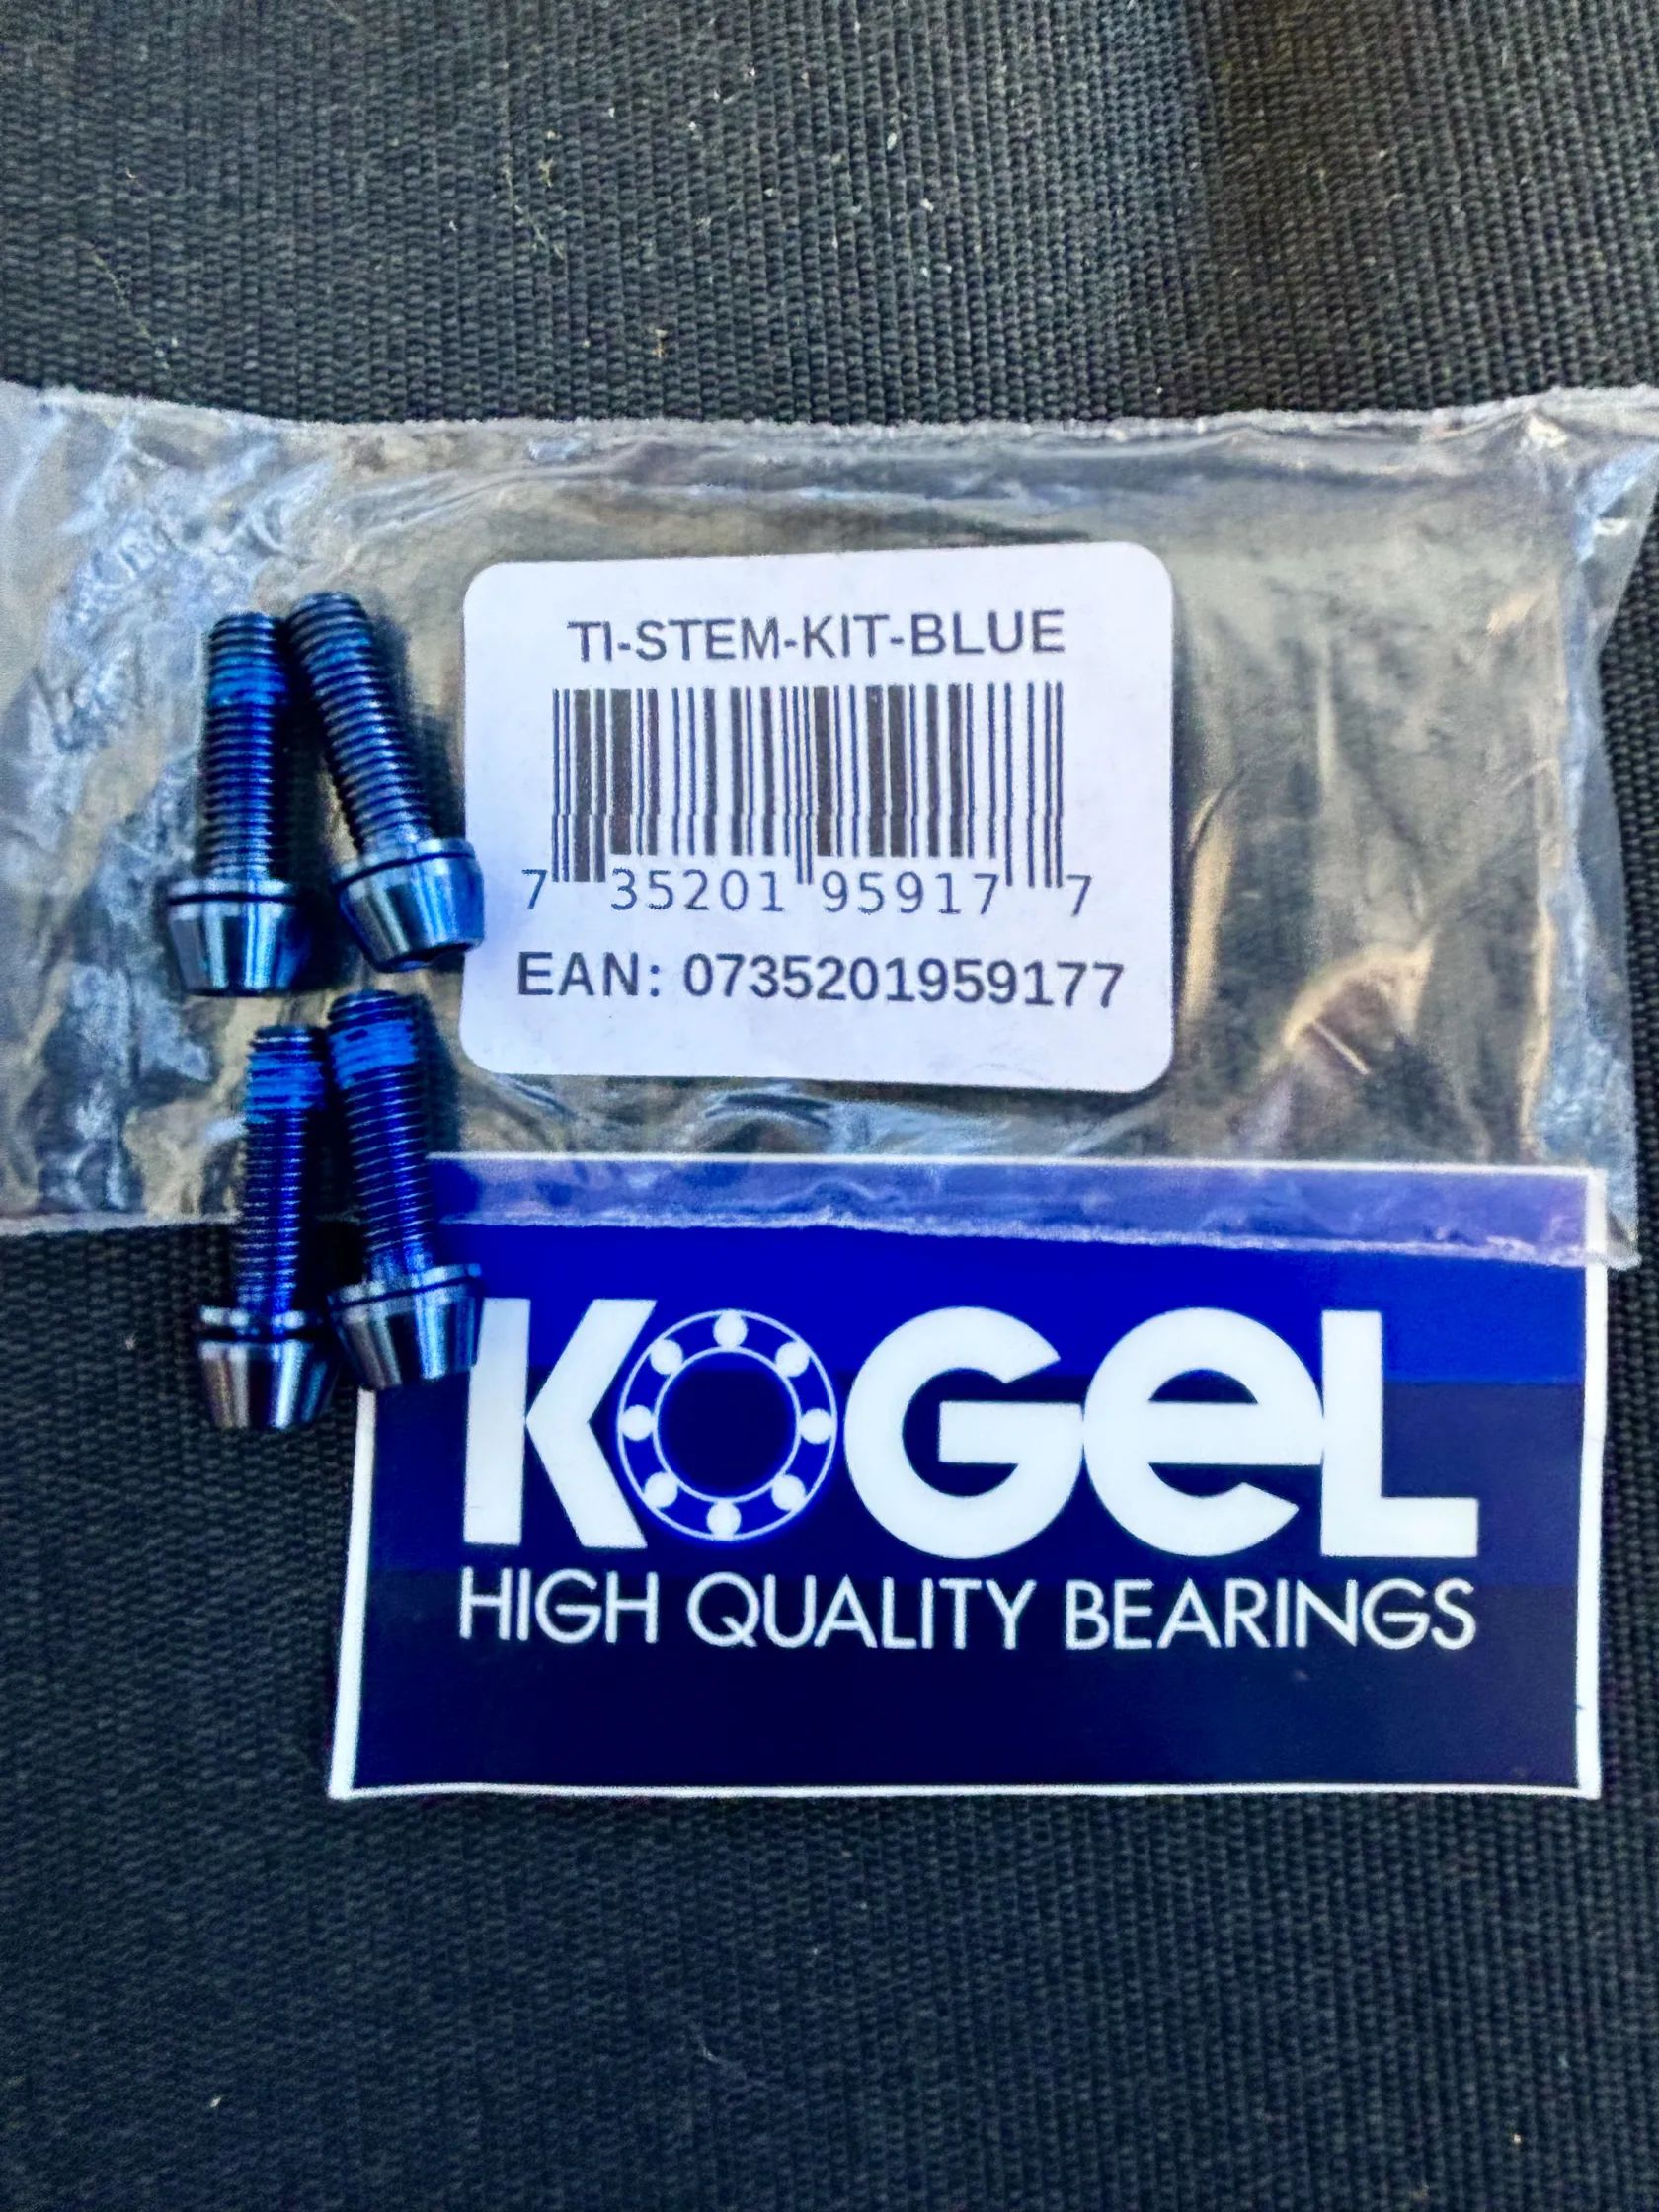 TI-STEM-KIT-BLUE
7 35201 95917 7
EAN: 0735201959177
KOGEL
HIGH QUALITY BEARINGS